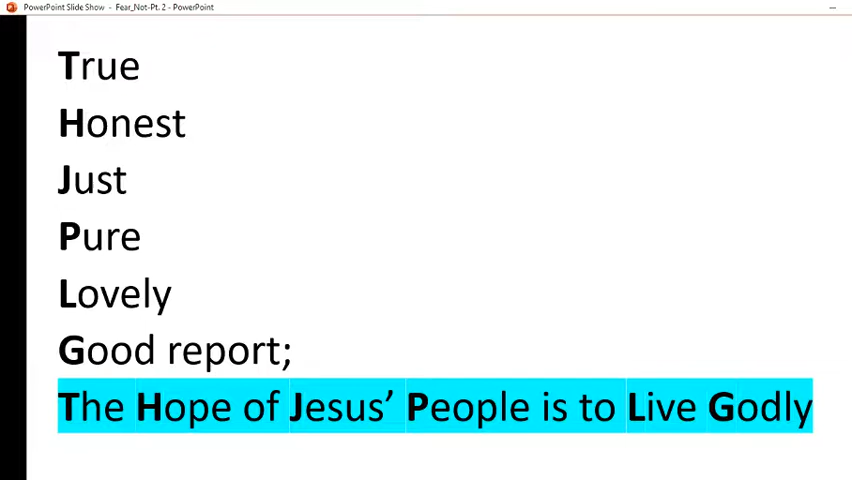 PowerPoint Slide Show - Fear_Not-Pt. 2 - PowerPoint
True
Honest
Just
Pure
Lovely
Good report;
The Hope of Jesus’ People is to Live Godly